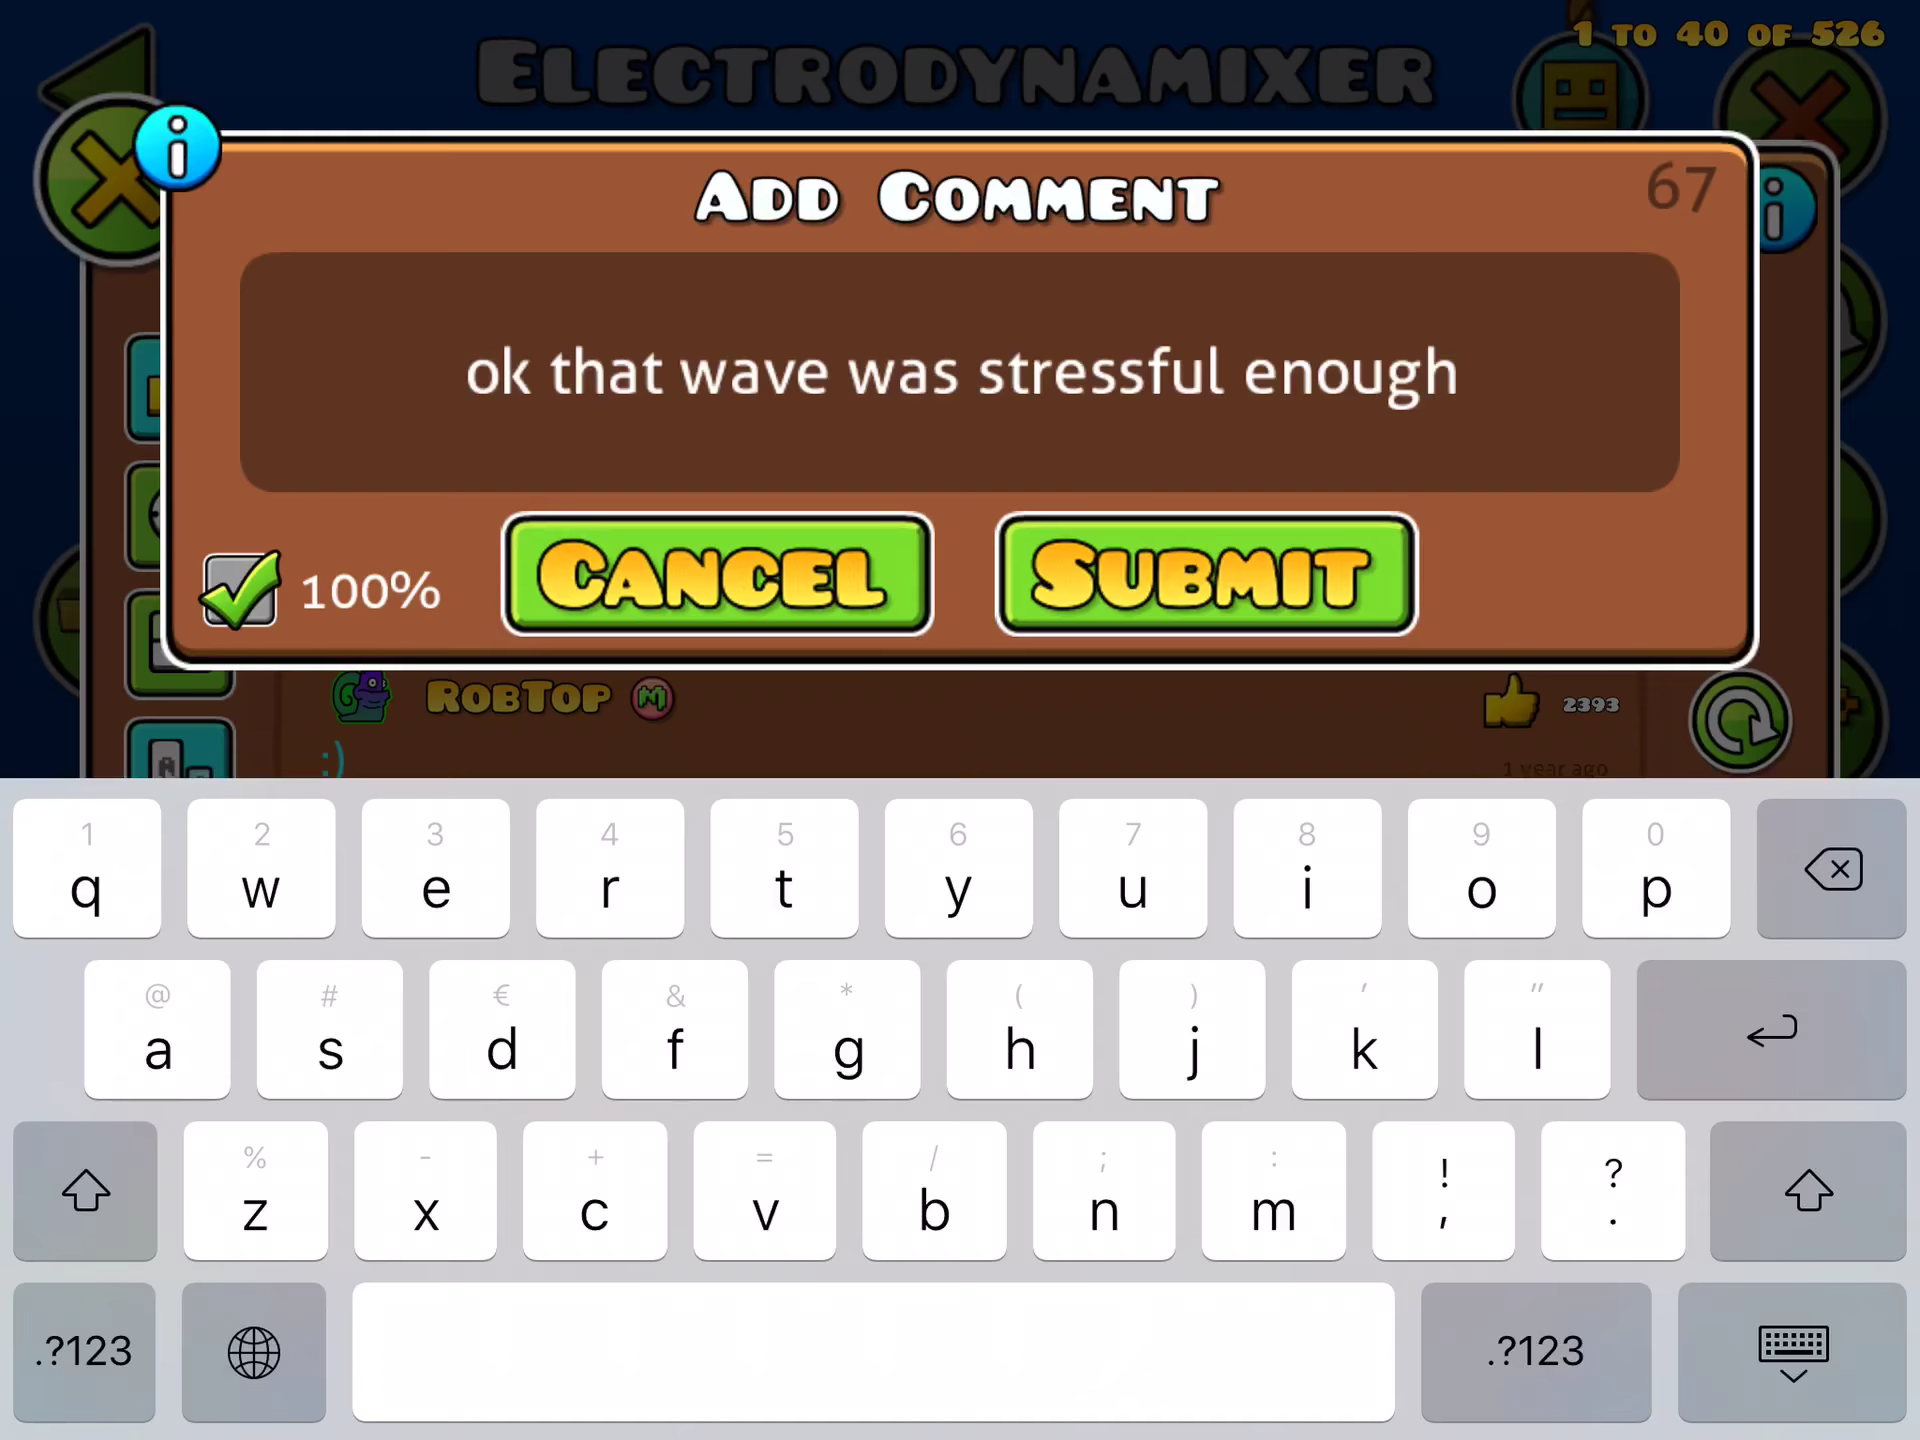 Electrodynamixer
1 to 40 of 526
Add Comment
67
ok that wave was stressful enough
100%
Cancel
Submit
RobTop
2393
:)
1 year ago
1 2 3 4 5 6 7 8 9 0
q w e r t y u i o p
@ # € & * ( ) ' "
a s d f g h j k l
% - + = / ; : ! ?
z x c v b n m , .
.?123 .?123